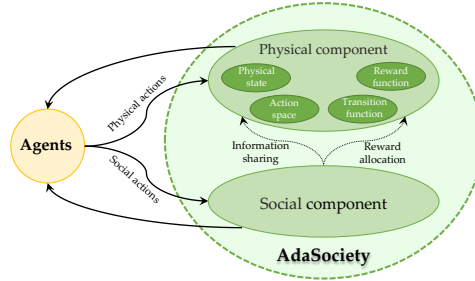 Physical component
Physical
state
Reward
function
Action
space
Transition
function
Physical actions
Agents
Social actions
Information
sharing
Reward
allocation
Social component
AdaSociety